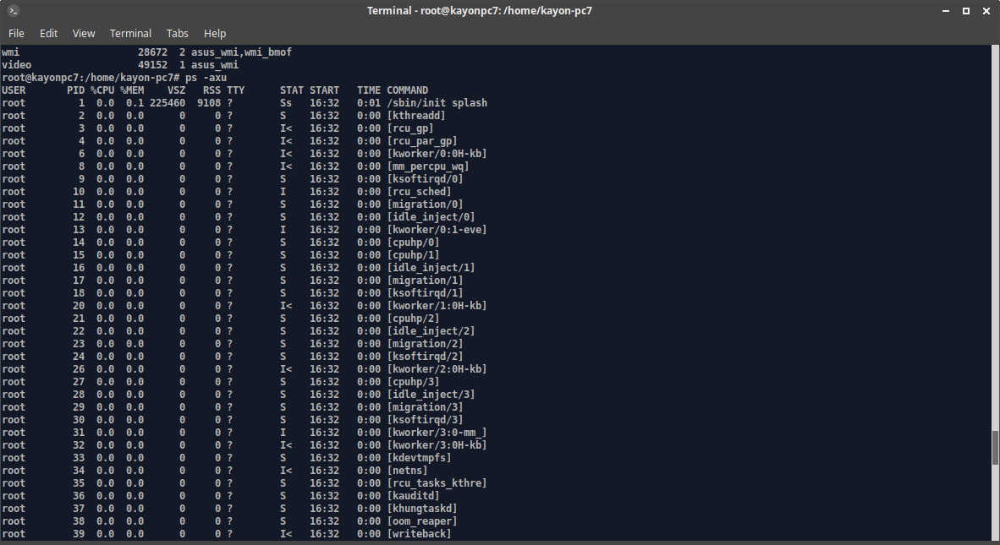 Terminal - root@kayonpc7: /home/kayon-pc7
File Edit View Terminal Tabs Help
wmi                    28672  2 asus_wmi,wmi_bmof
video                  49152  1 asus_wmi
root@kayonpc7:/home/kayon-pc7# ps -axu
USER       PID %CPU %MEM    VSZ   RSS TTY      STAT START   TIME COMMAND
root         1  0.0  0.1 225460  9108 ?        Ss   16:32   0:01 /sbin/init splash
root         2  0.0  0.0      0     0 ?        S    16:32   0:00 [kthreadd]
root         3  0.0  0.0      0     0 ?        I<   16:32   0:00 [rcu_gp]
root         4  0.0  0.0      0     0 ?        I<   16:32   0:00 [rcu_par_gp]
root         6  0.0  0.0      0     0 ?        I<   16:32   0:00 [kworker/0:0H-kb]
root         8  0.0  0.0      0     0 ?        I<   16:32   0:00 [mm_percpu_wq]
root         9  0.0  0.0      0     0 ?        S    16:32   0:00 [ksoftirqd/0]
root        10  0.0  0.0      0     0 ?        I    16:32   0:00 [rcu_sched]
root        11  0.0  0.0      0     0 ?        S    16:32   0:00 [migration/0]
root        12  0.0  0.0      0     0 ?        S    16:32   0:00 [idle_inject/0]
root        13  0.0  0.0      0     0 ?        I    16:32   0:00 [kworker/0:1-eve]
root        14  0.0  0.0      0     0 ?        S    16:32   0:00 [cpuhp/0]
root        15  0.0  0.0      0     0 ?        S    16:32   0:00 [cpuhp/1]
root        16  0.0  0.0      0     0 ?        S    16:32   0:00 [idle_inject/1]
root        17  0.0  0.0      0     0 ?        S    16:32   0:00 [migration/1]
root        18  0.0  0.0      0     0 ?        S    16:32   0:00 [ksoftirqd/1]
root        20  0.0  0.0      0     0 ?        I<   16:32   0:00 [kworker/1:0H-kb]
root        21  0.0  0.0      0     0 ?        S    16:32   0:00 [cpuhp/2]
root        22  0.0  0.0      0     0 ?        S    16:32   0:00 [idle_inject/2]
root        23  0.0  0.0      0     0 ?        S    16:32   0:00 [migration/2]
root        24  0.0  0.0      0     0 ?        S    16:32   0:00 [ksoftirqd/2]
root        26  0.0  0.0      0     0 ?        I<   16:32   0:00 [kworker/2:0H-kb]
root        27  0.0  0.0      0     0 ?        S    16:32   0:00 [cpuhp/3]
root        28  0.0  0.0      0     0 ?        S    16:32   0:00 [idle_inject/3]
root        29  0.0  0.0      0     0 ?        S    16:32   0:00 [migration/3]
root        30  0.0  0.0      0     0 ?        S    16:32   0:00 [ksoftirqd/3]
root        31  0.0  0.0      0     0 ?        I    16:32   0:00 [kworker/3:0-mm_]
root        32  0.0  0.0      0     0 ?        I<   16:32   0:00 [kworker/3:0H-kb]
root        33  0.0  0.0      0     0 ?        S    16:32   0:00 [kdevtmpfs]
root        34  0.0  0.0      0     0 ?        I<   16:32   0:00 [netns]
root        35  0.0  0.0      0     0 ?        S    16:32   0:00 [rcu_tasks_kthre]
root        36  0.0  0.0      0     0 ?        S    16:32   0:00 [kauditd]
root        37  0.0  0.0      0     0 ?        S    16:32   0:00 [khungtaskd]
root        38  0.0  0.0      0     0 ?        S    16:32   0:00 [oom_reaper]
root        39  0.0  0.0      0     0 ?        I<   16:32   0:00 [writeback]